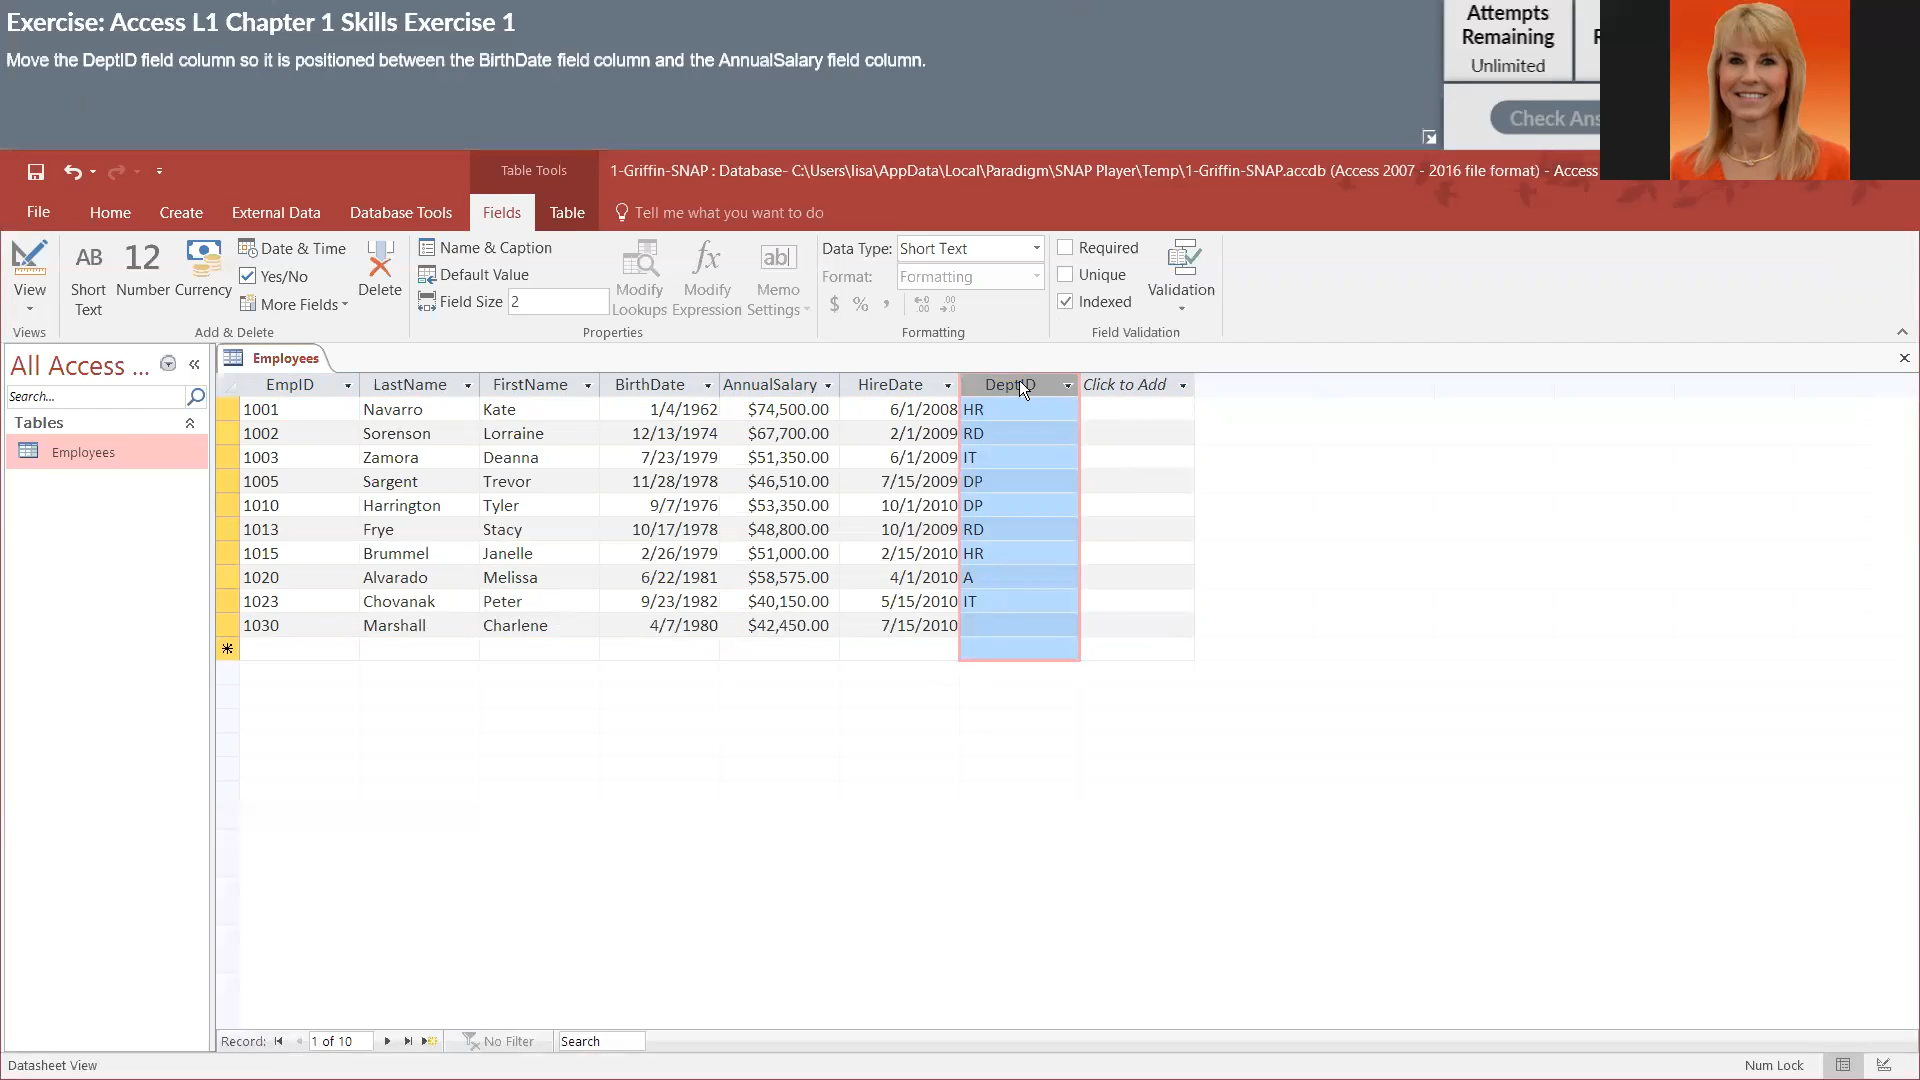 Exercise: Access L1 Chapter 1 Skills Exercise 1
Move the DeptID field column so it is positioned between the BirthDate field column and the AnnualSalary field column.
Attempts
Remaining
Unlimited
Check Ans
Table Tools
1-Griffin-SNAP : Database- C:\Users\lisa\AppData\Local\Paradigm\SNAP Player\Temp\1-Griffin-SNAP.accdb (Access 2007 - 2016 file format) - Access
File Home Create External Data Database Tools Fields Table Tell me what you want to do
View
Views
AB
Short
Text
12
Number
Currency
Date & Time
Yes/No
More Fields
Delete
Add & Delete
Name & Caption
Default Value
Field Size 2
Modify
Lookups
fx
Modify
Expression
ab
Memo
Settings
Properties
Data Type: Short Text
Format: Formatting
$ % ,
Formatting
Required
Unique
Indexed
Validation
Field Validation
All Access ...
Search...
Tables
Employees
Employees
EmpID LastName FirstName BirthDate AnnualSalary HireDate DeptID Click to Add
1001 Navarro Kate 1/4/1962 $74,500.00 6/1/2008 HR
1002 Sorenson Lorraine 12/13/1974 $67,700.00 2/1/2009 RD
1003 Zamora Deanna 7/23/1979 $51,350.00 6/1/2009 IT
1005 Sargent Trevor 11/28/1978 $46,510.00 7/15/2009 DP
1010 Harrington Tyler 9/7/1976 $53,350.00 10/1/2010 DP
1013 Frye Stacy 10/17/1978 $48,800.00 10/1/2009 RD
1015 Brummel Janelle 2/26/1979 $51,000.00 2/15/2010 HR
1020 Alvarado Melissa 6/22/1981 $58,575.00 4/1/2010 A
1023 Chovanak Peter 9/23/1982 $40,150.00 5/15/2010 IT
1030 Marshall Charlene 4/7/1980 $42,450.00 7/15/2010
Record: 1 of 10 No Filter Search
Datasheet View
Num Lock